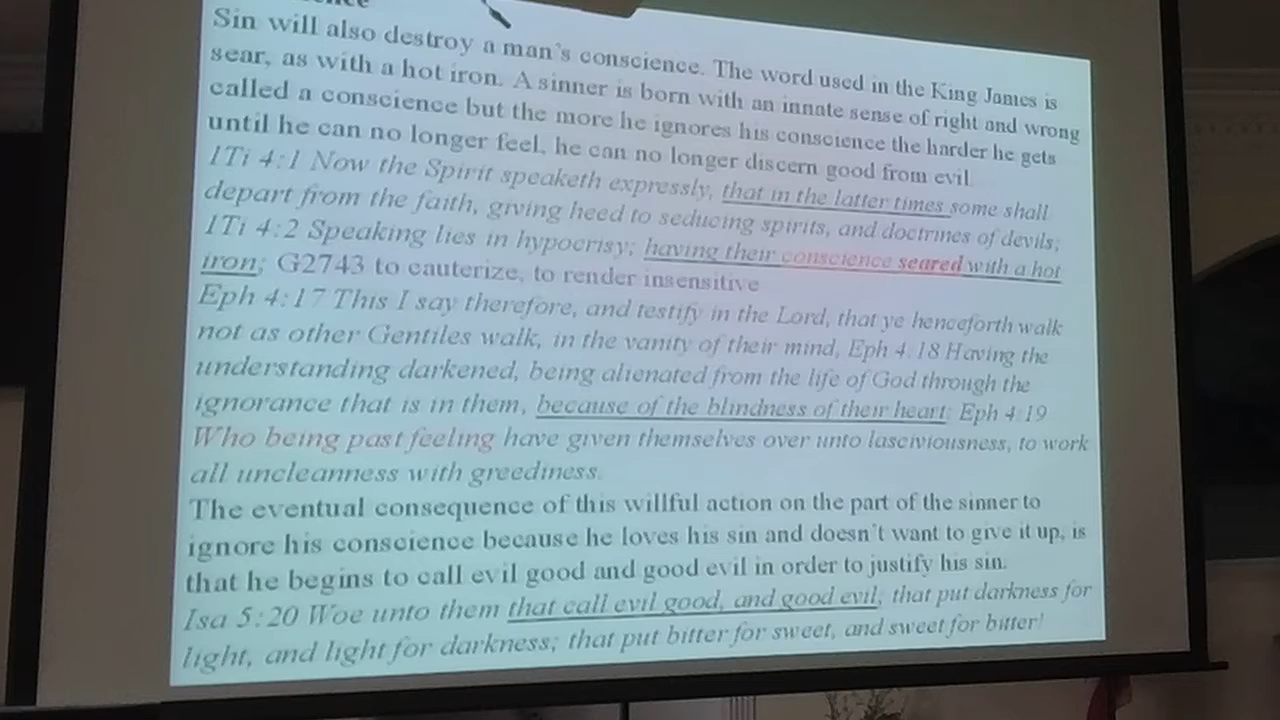 Sin will also destroy a man's conscience. The word used in the King James is
sear, as with a hot iron. A sinner is born with an innate sense of right and wrong
called a conscience but the more he ignores his conscience the harder he gets
until he can no longer feel, he can no longer discern good from evil.
1Ti 4:1 Now the Spirit speaketh expressly, that in the latter times some shall
depart from the faith, giving heed to seducing spirits, and doctrines of devils;
1Ti 4:2 Speaking lies in hypocrisy; having their conscience seared with a hot
iron; G2743 to cauterize, to render insensitive
Eph 4:17 This I say therefore, and testify in the Lord, that ye henceforth walk
not as other Gentiles walk, in the vanity of their mind, Eph 4:18 Having the
understanding darkened, being alienated from the life of God through the
ignorance that is in them, because of the blindness of their heart: Eph 4:19
Who being past feeling have given themselves over unto lasciviousness, to work
all uncleanness with greediness.
The eventual consequence of this willful action on the part of the sinner to
ignore his conscience because he loves his sin and doesn't want to give it up, is
that he begins to call evil good and good evil in order to justify his sin.
Isa 5:20 Woe unto them that call evil good, and good evil; that put darkness for
light, and light for darkness; that put bitter for sweet, and sweet for bitter!